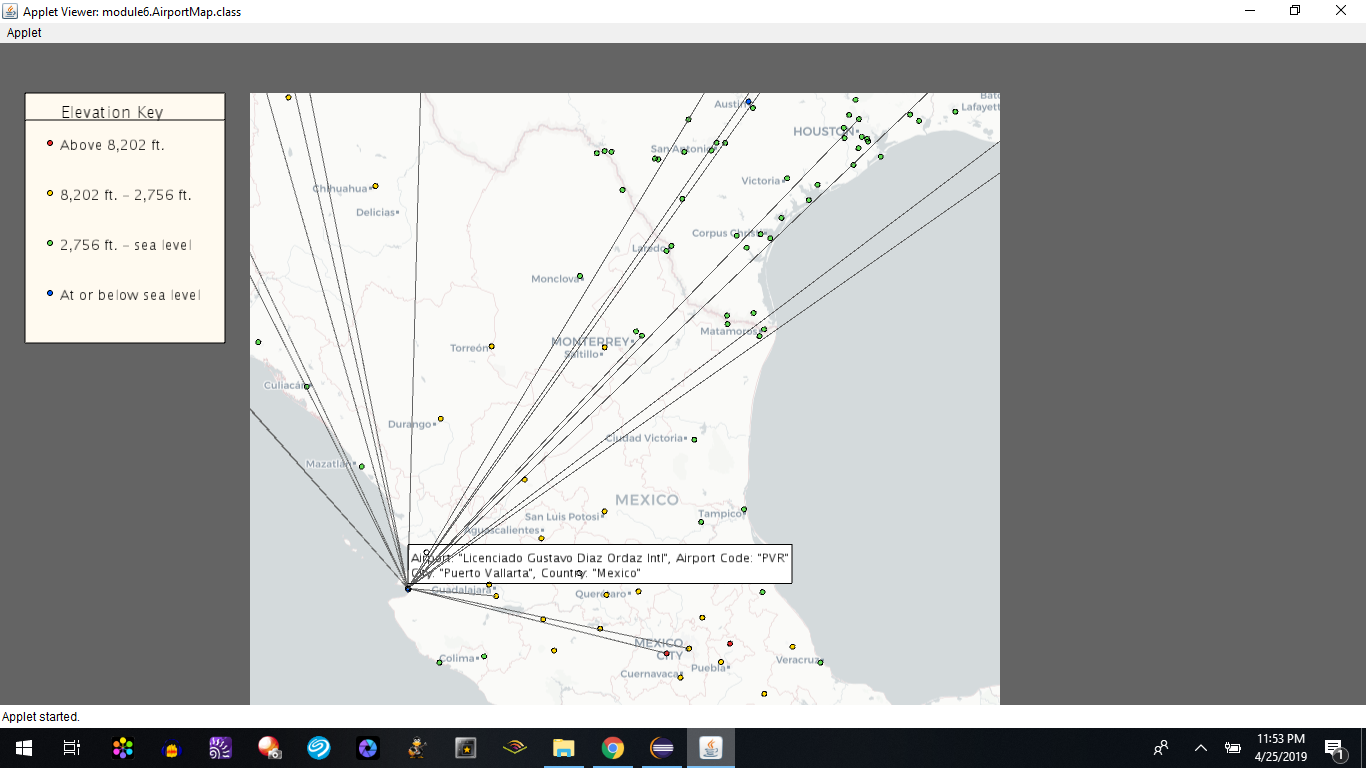 Applet Viewer: module6.AirportMap.class
Applet
Elevation Key
Above 8,202 ft.
8,202 ft. – 2,756 ft.
2,756 ft. – sea level
At or below sea level
Austin
Lafayett
HOUSTON
San Antonio
Victoria
Chihuahua
Delicias
Corpus Christi
Laredo
Monclova
Matamoros
MONTERREY
Saltillo
Torreón
Culiacán
Durango
Ciudad Victoria
Mazatlán
MEXICO
San Luis Potosí
Tampico
Aguascalientes
Airport: "Licenciado Gustavo Diaz Ordaz Intl", Airport Code: "PVR"
City: "Puerto Vallarta", Country: "Mexico"
Guadalajara
Querétaro
MEXICO
CITY
Colima
Puebla
Veracruz
Cuernavaca
Applet started.
11:53 PM
4/25/2019
1